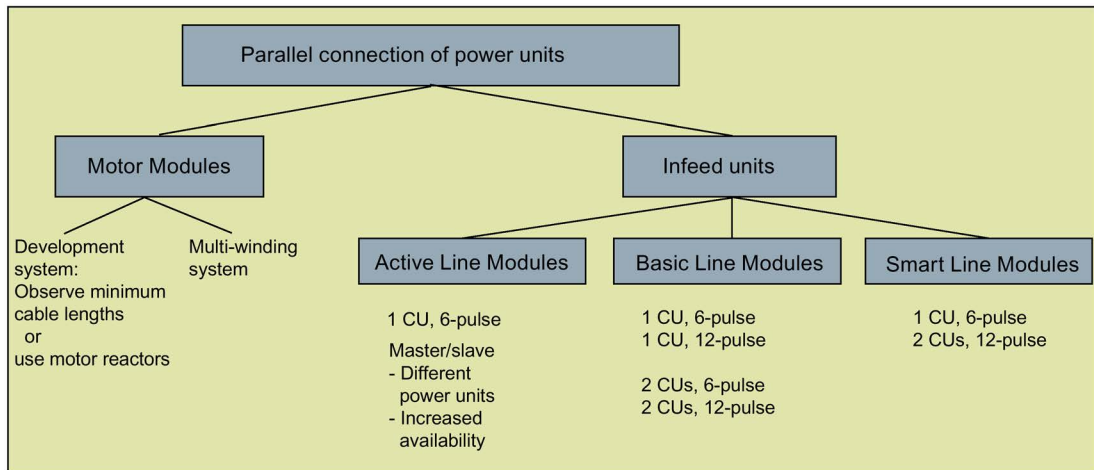 Parallel connection of power units
Motor Modules
Infeed units
Development
system:
Observe minimum
cable lengths
or
use motor reactors
Multi-winding
system
Active Line Modules
1 CU, 6-pulse
Master/slave
- Different
power units
- Increased
availability
Basic Line Modules
1 CU, 6-pulse
1 CU, 12-pulse
2 CUs, 6-pulse
2 CUs, 12-pulse
Smart Line Modules
1 CU, 6-pulse
2 CUs, 12-pulse